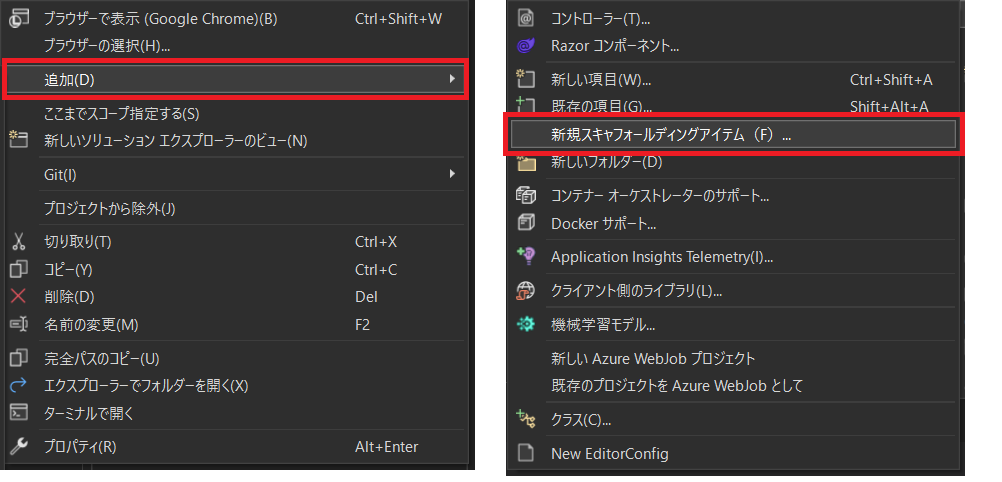 ブラウザーで表示 (Google Chrome)(B) Ctrl+Shift+W
ブラウザーの選択(H)...
追加(D)
ここまでスコープ指定する(S)
新しいソリューション エクスプローラーのビュー(N)
Git(I)
プロジェクトから除外(J)
切り取り(T) Ctrl+X
コピー(Y) Ctrl+C
削除(D) Del
名前の変更(M) F2
完全パスのコピー(U)
エクスプローラーでフォルダーを開く(X)
ターミナルで開く
プロパティ(R) Alt+Enter
コントローラー(T)...
Razor コンポーネント...
新しい項目(W)... Ctrl+Shift+A
既存の項目(G)... Shift+Alt+A
新規スキャフォールディングアイテム（F）...
新しいフォルダー(D)
コンテナー オーケストレーターのサポート...
Docker サポート...
Application Insights Telemetry(I)...
クライアント側のライブラリ(L)...
機械学習モデル...
新しい Azure WebJob プロジェクト
既存のプロジェクトを Azure WebJob として
クラス(C)...
New EditorConfig